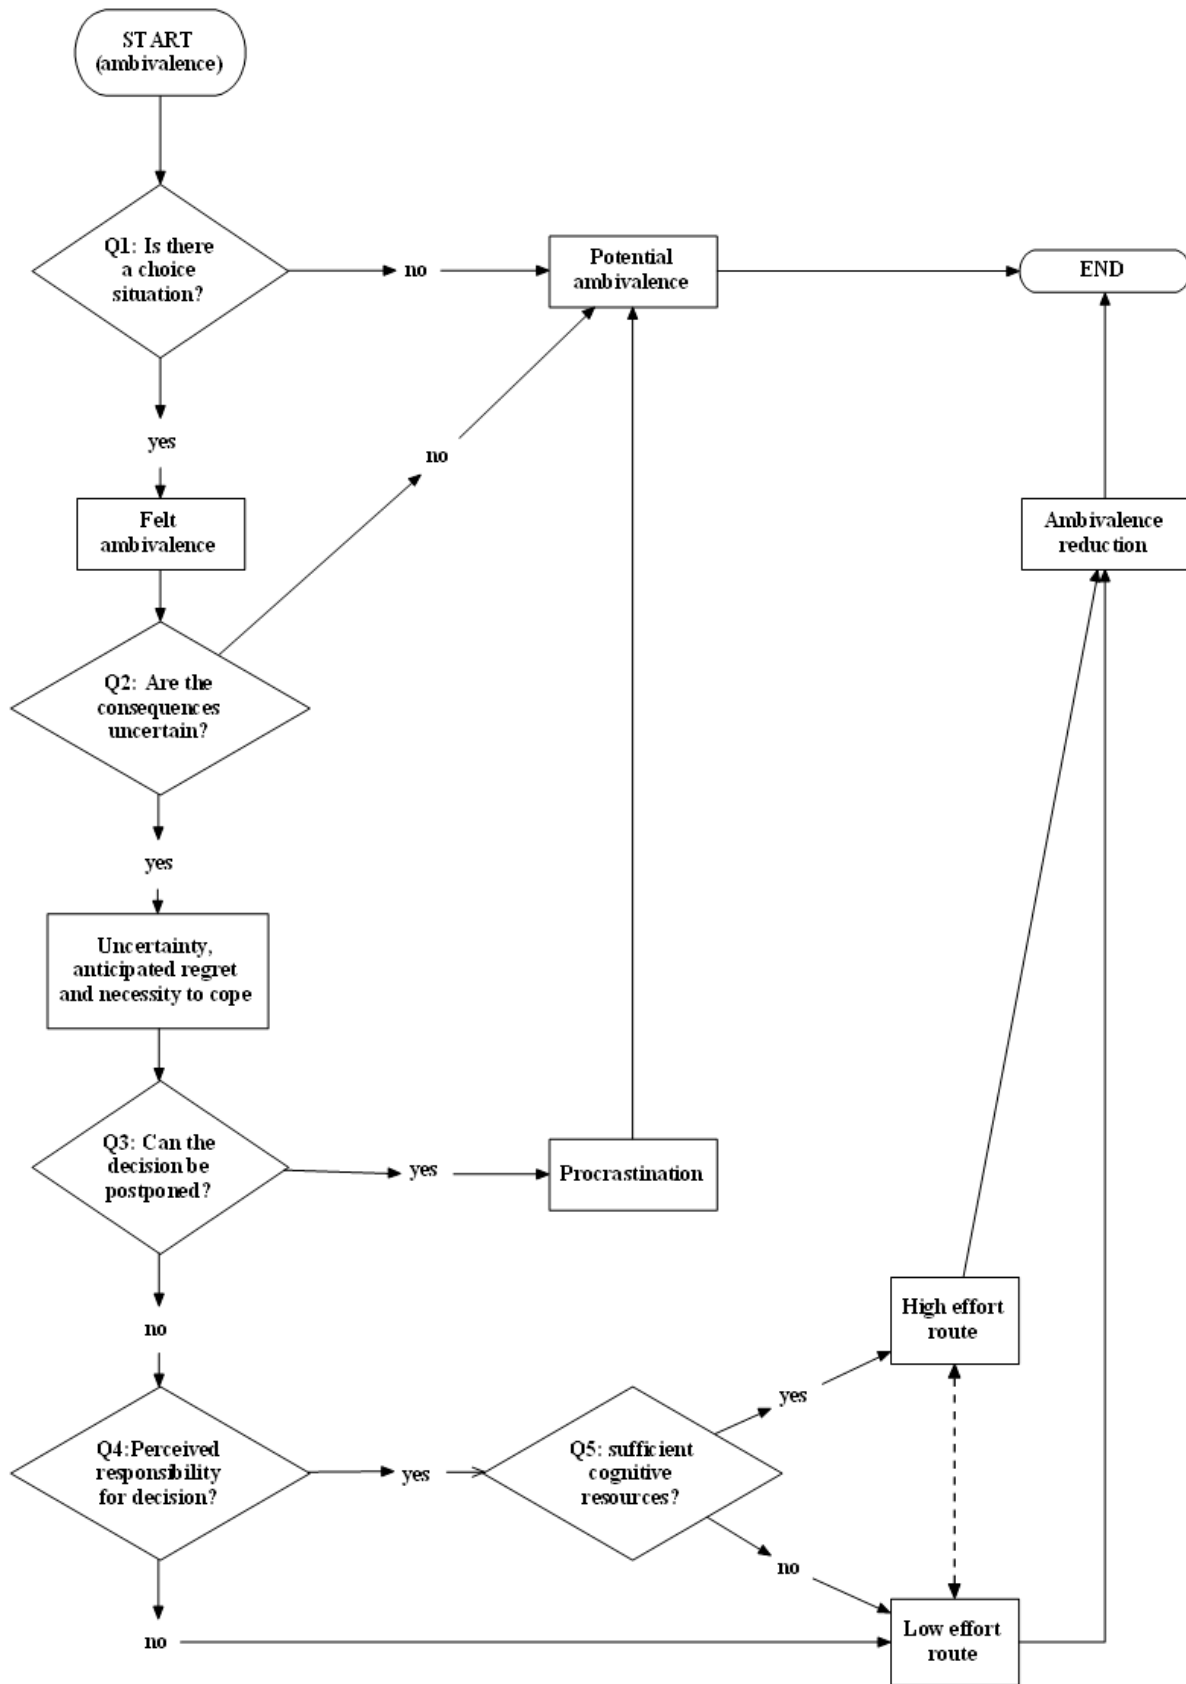 START
(ambivalence)
Q1: Is there
a choice
situation?
no
Potential
ambivalence
END
yes
Felt
ambivalence
no
Ambivalence
reduction
Q2: Are the
consequences
uncertain?
yes
Uncertainty,
anticipated regret
and necessity to cope
Q3: Can the
decision be
postponed?
yes
Procrastination
no
High effort
route
Q4:Perceived
responsibility
for decision?
yes
Q5: sufficient
cognitive
resources?
yes
no
no
Low effort
route